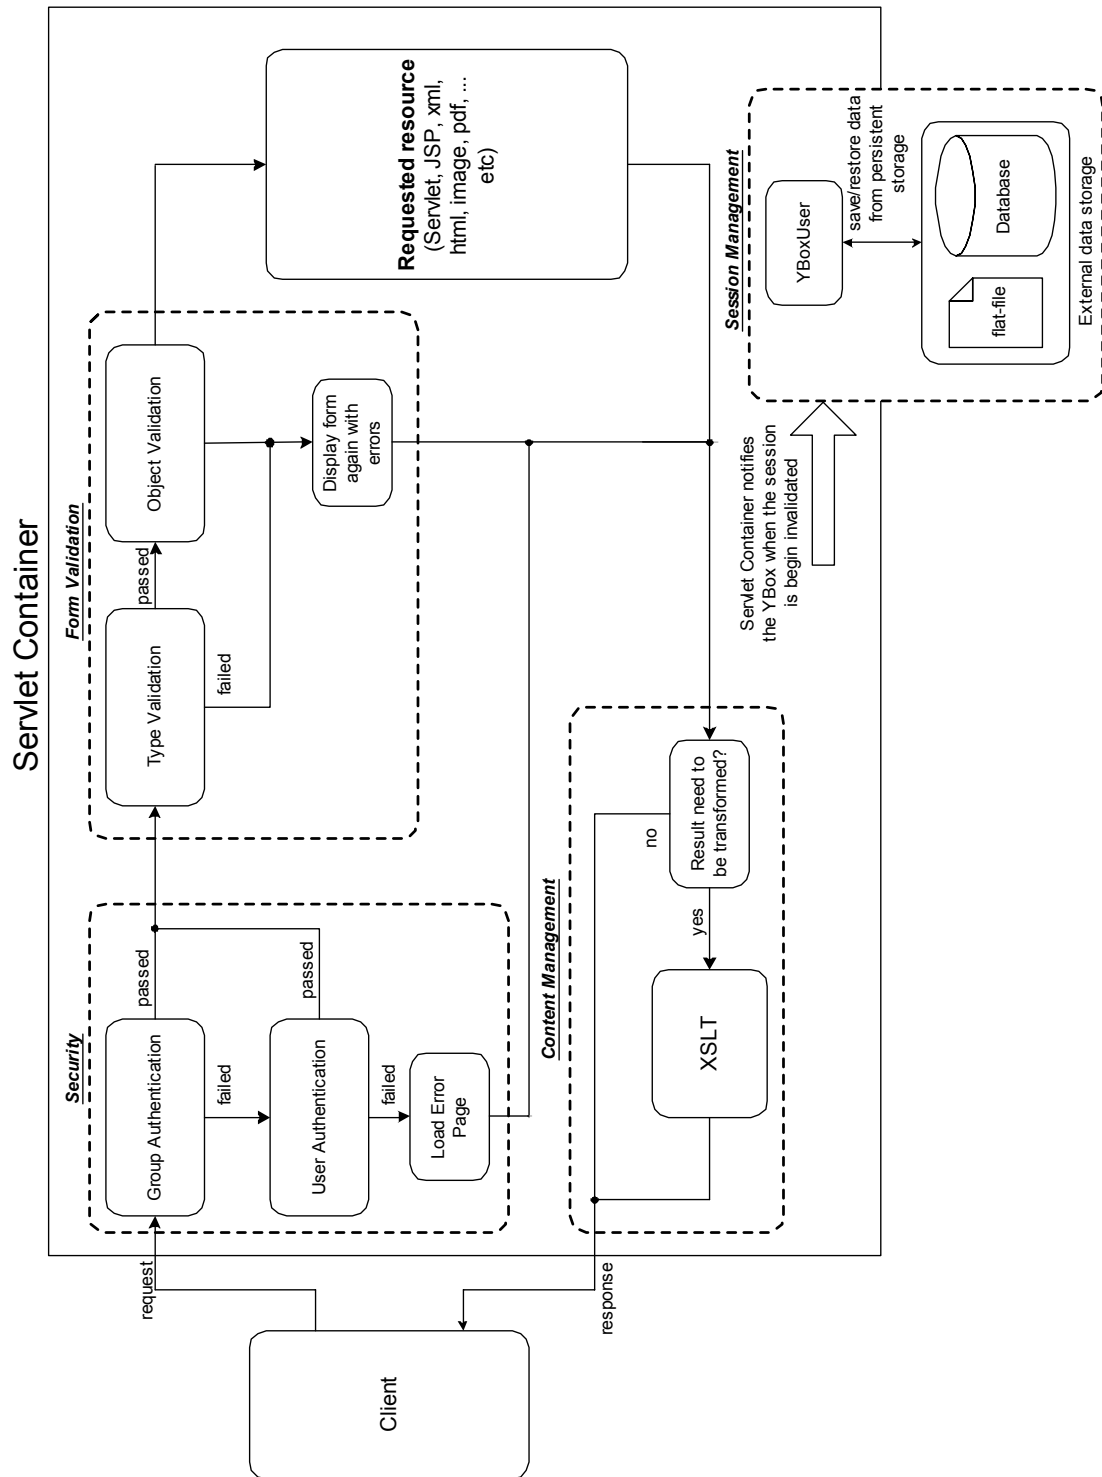 Servlet Container
Security
Group Authentication
passed
failed
User Authentication
passed
failed
Load Error
Page
Form Validation
Type Validation
passed
failed
Object Validation
Display form
again with
errors
Requested resource
(Servlet, JSP, xml,
html, image, pdf, ...
etc)
Client
request
response
Content Management
Result need to
be transformed?
no
yes
XSLT
Servlet Container notifies
the YBox when the session
is begin invalidated
Session Management
YBoxUser
save/restore data
from persistent
storage
flat-file
Database
External data storage